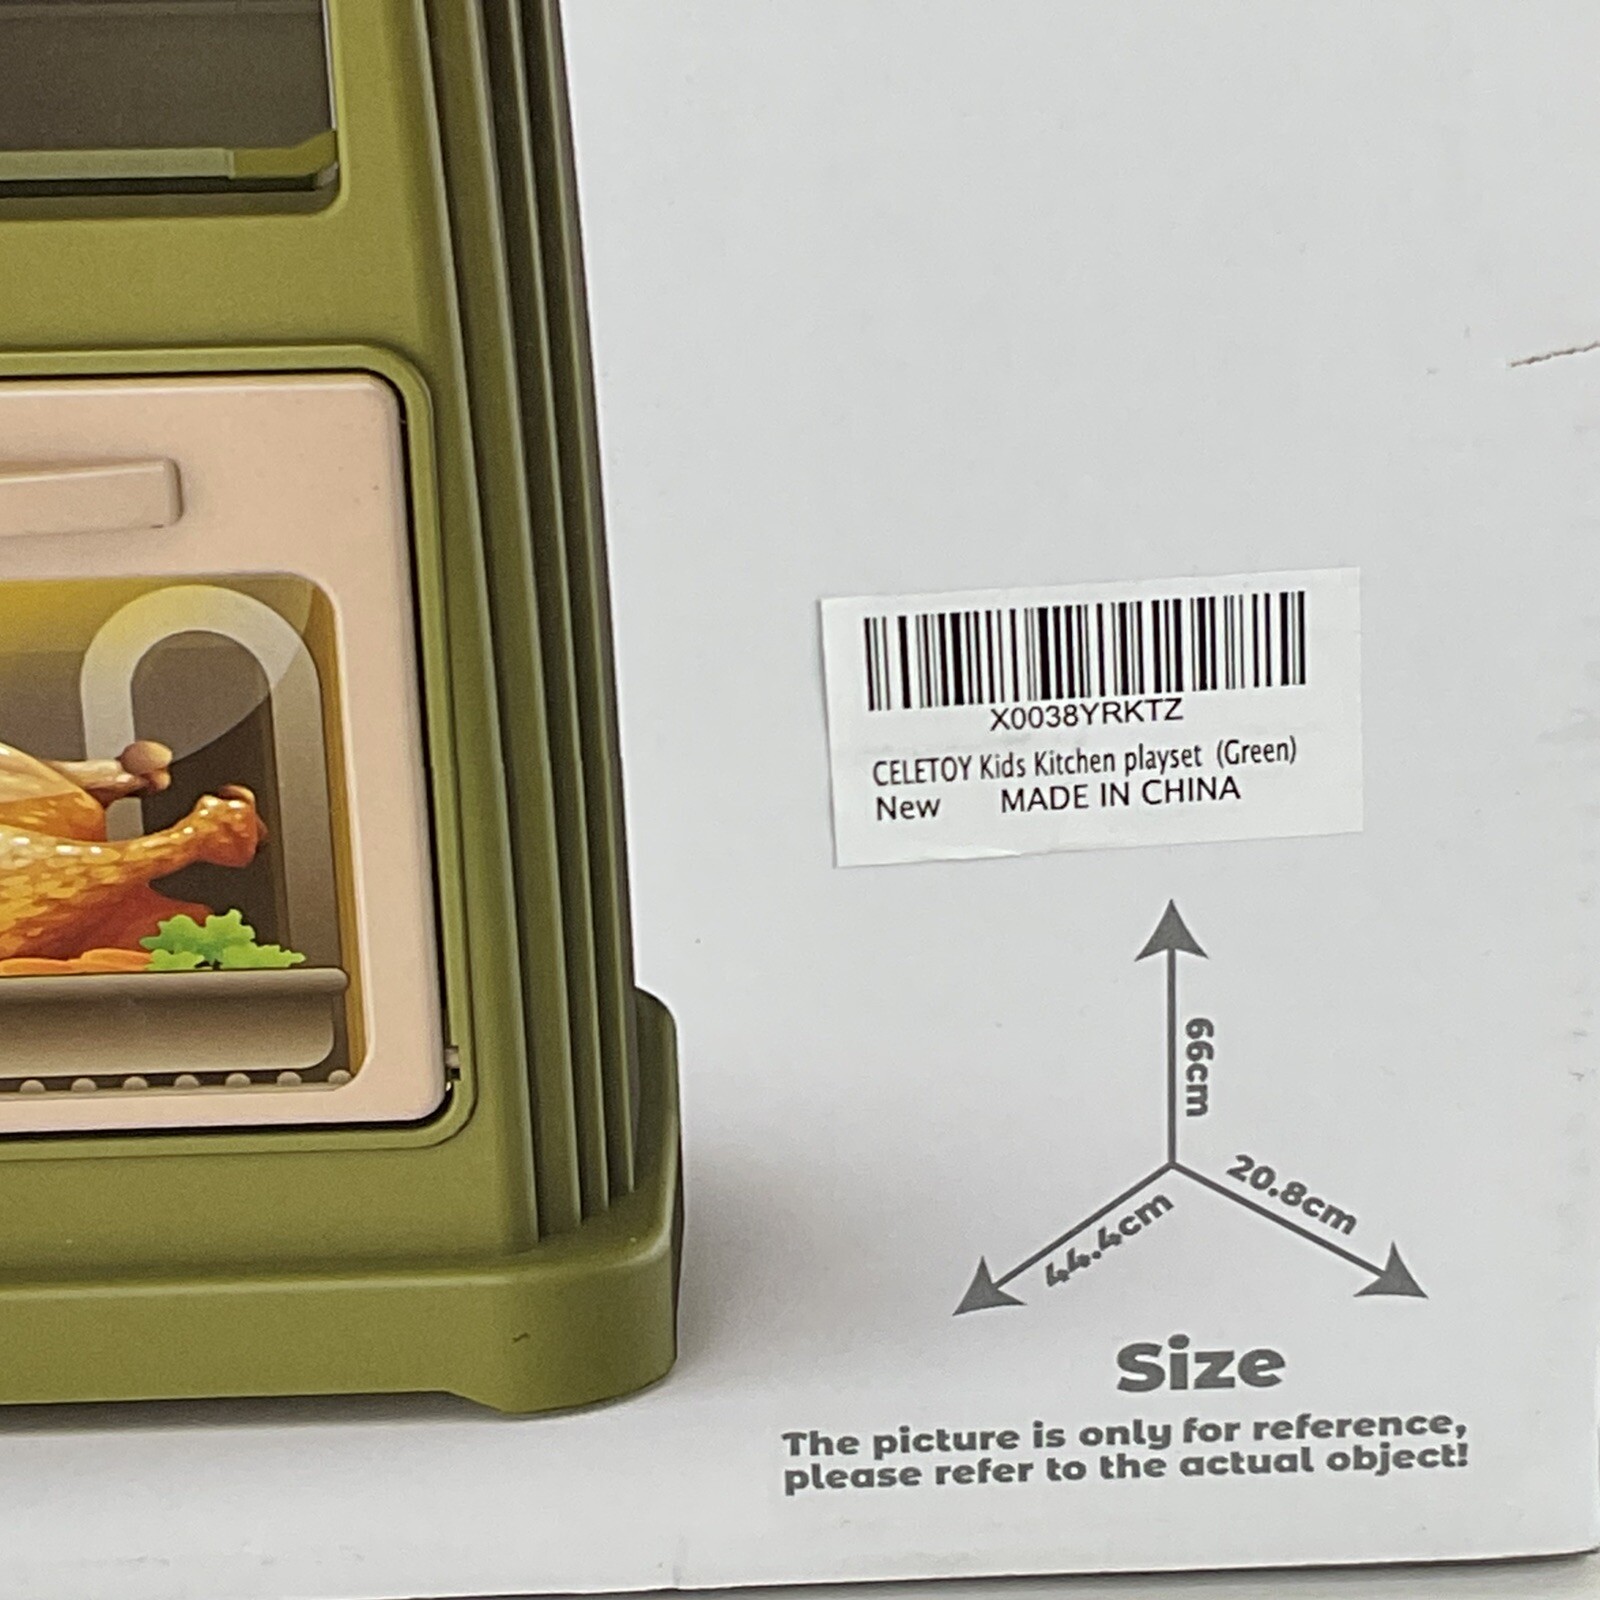 X0038YRKTZ
CELETOY Kids Kitchen playset (Green)
New MADE IN CHINA
66cm
20.8cm
44.4cm
Size
The picture is only for reference,
please refer to the actual object!